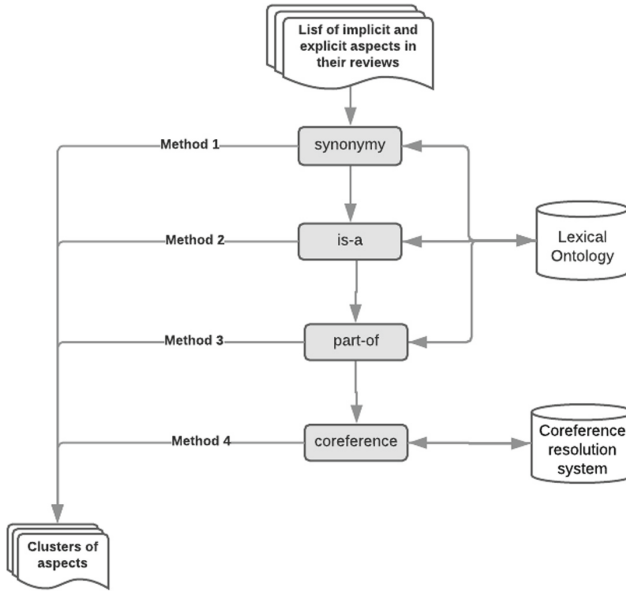 Lisf of implicit and
explicit aspects in
their reviews
Method 1
synonymy
Method 2
is-a
Lexical
Ontology
Method 3
part-of
Method 4
coreference
Coreference
resolution
system
Clusters of
aspects